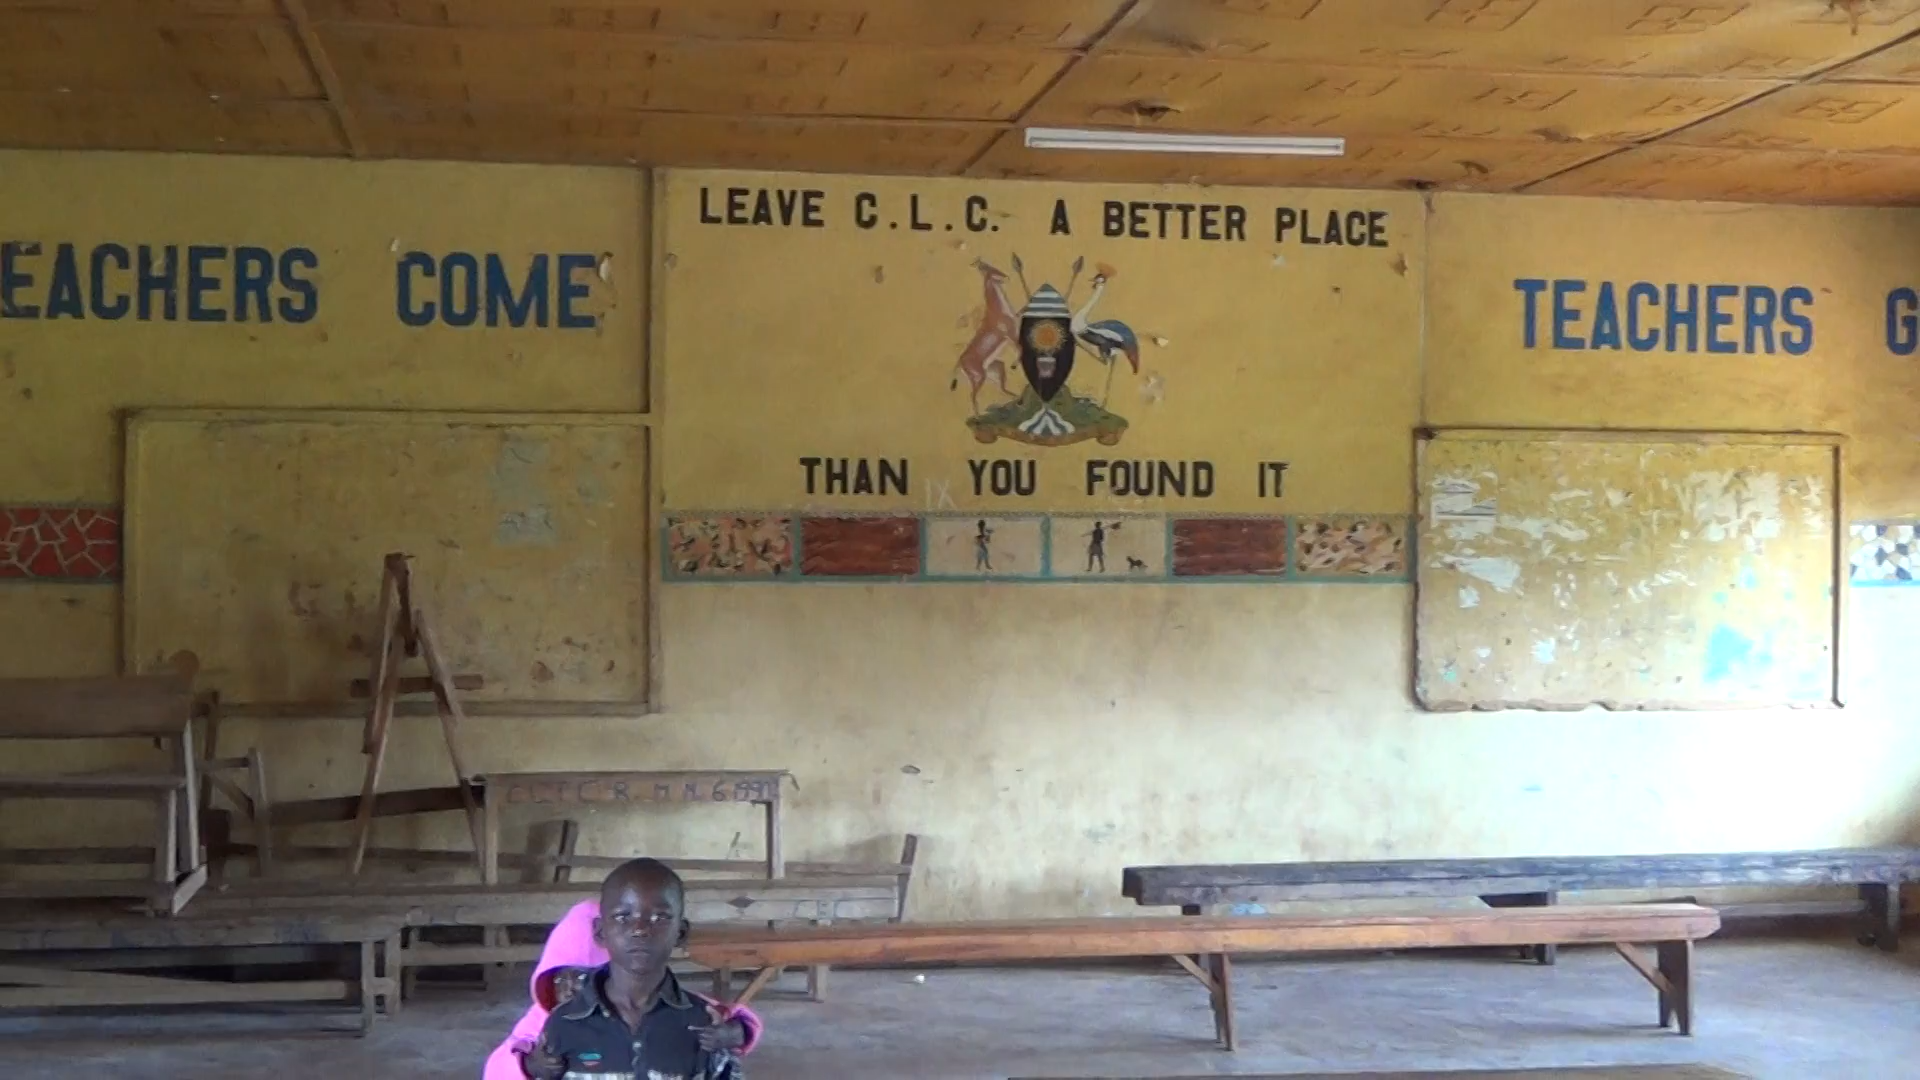 LEAVE C.L.C. A BETTER PLACE
EACHERS COME
TEACHERS G
THAN YOU FOUND IT